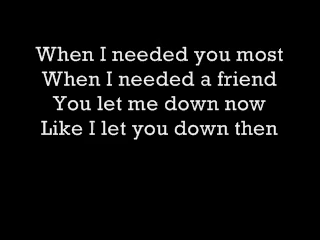 When I needed you most
When I needed a friend
You let me down now
Like I let you down then